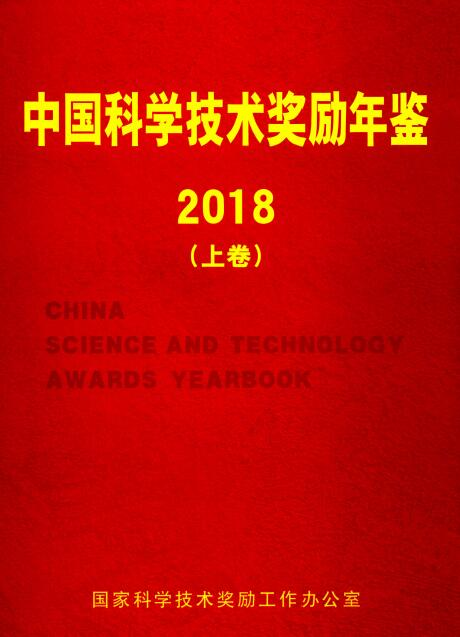 中国科学技术奖励年鉴
2018
（上卷）
CHINA
SCIENCE AND TECHNOLOGY
AWARDS YEARBOOK
国家科学技术奖励工作办公室